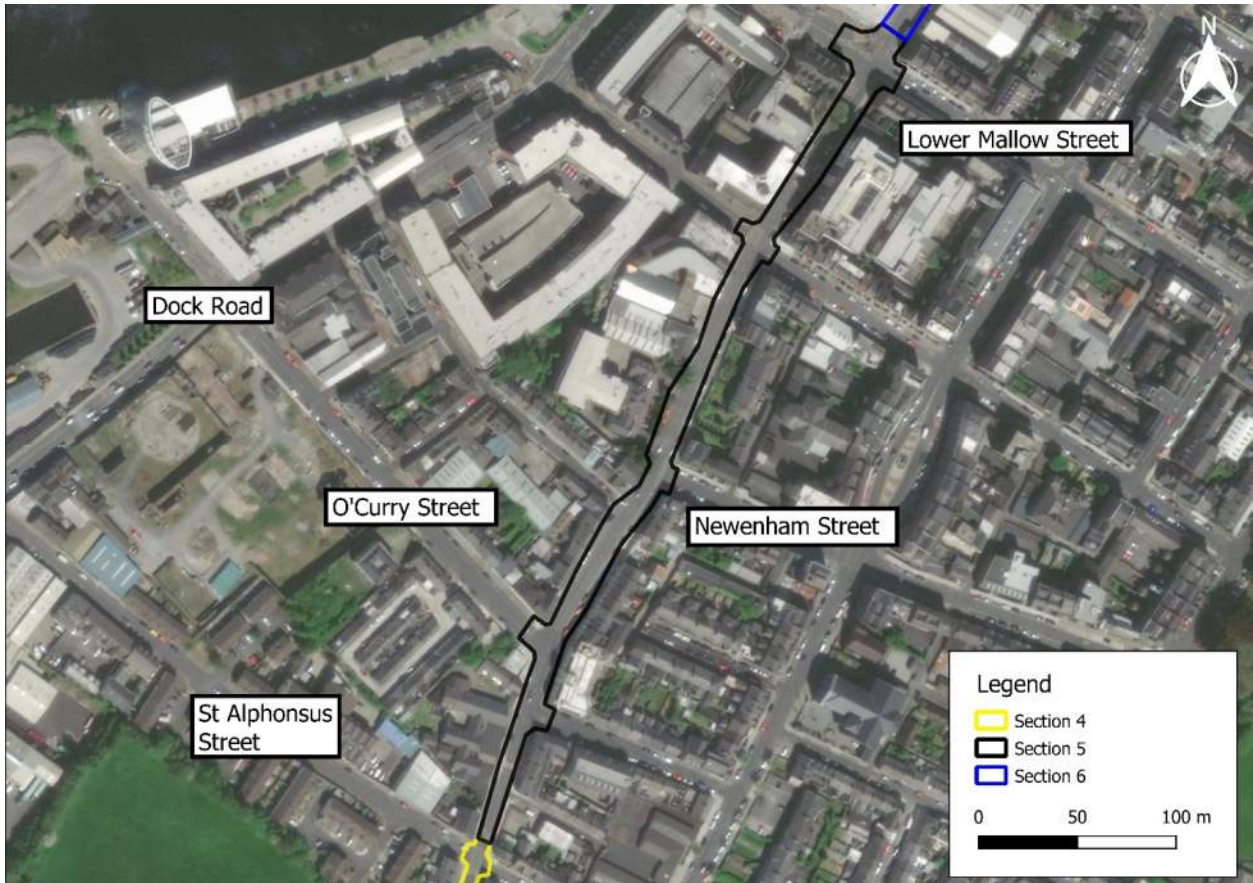 N
Lower Mallow Street
Dock Road
O'Curry Street
Newenham Street
St Alphonsus
Street
Legend
Section 4
Section 5
Section 6
0 50 100 m